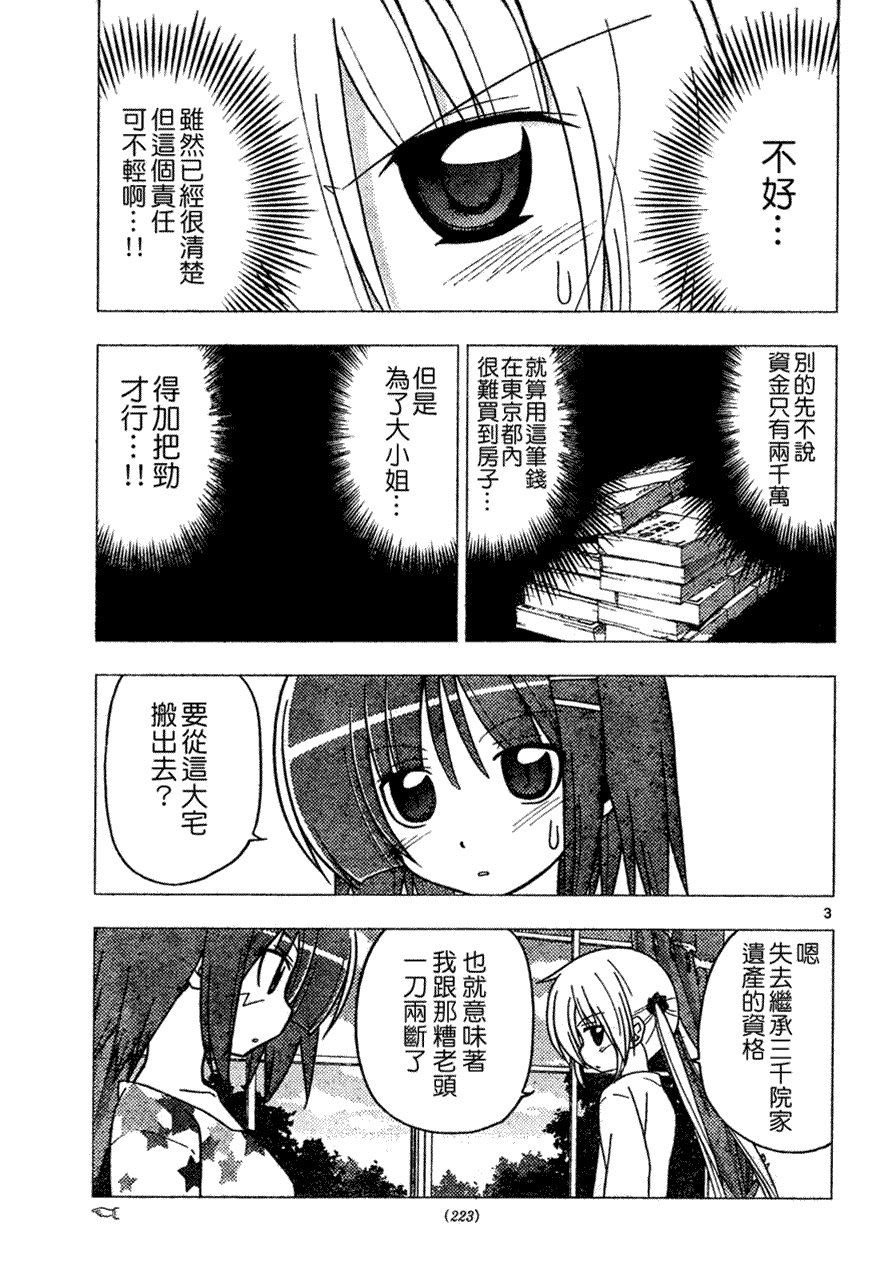 不好…
雖然已經很清楚
但這個責任
可不輕啊…!!
別的先不說
資金只有兩千萬
就算用這筆錢
在東京都內
很難買到房子…
但是
為了大小姐…
得加把勁
才行…!!
要從這大宅
搬出去？
3
嗯
失去繼承三千院家
遺產的資格
也就意味著
我跟那糟老頭
一刀兩斷了
(223)